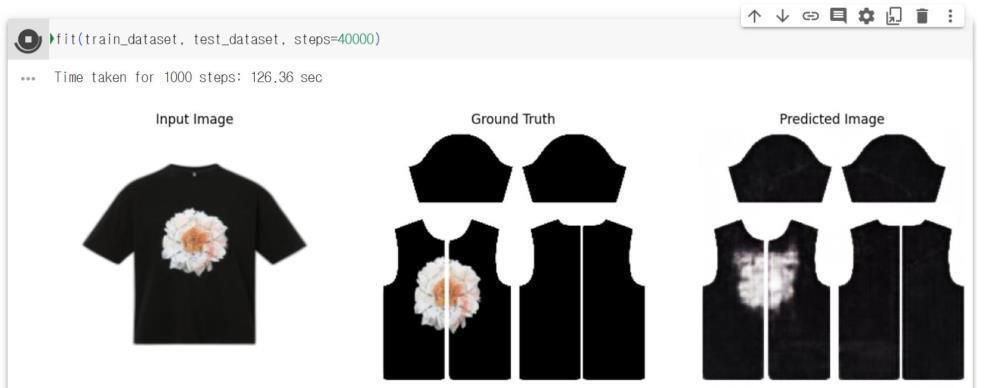 fit(train_dataset, test_dataset, steps=40000)
Time taken for 1000 steps: 126.36 sec
Input Image
Ground Truth
Predicted Image